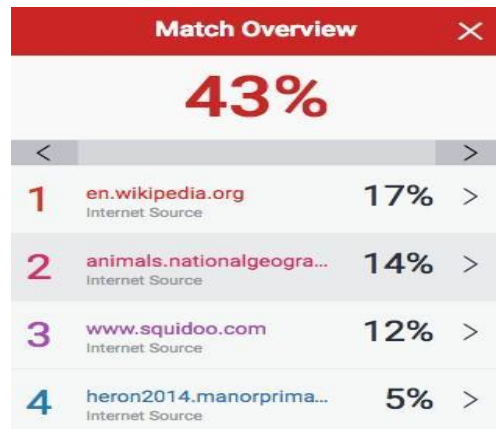 Match Overview ×
43%
< >
1 en.wikipedia.org 17% >
Internet Source
2 animals.nationalgeogra... 14% >
Internet Source
3 www.squidoo.com 12% >
Internet Source
4 heron2014.manorprima... 5% >
Internet Source